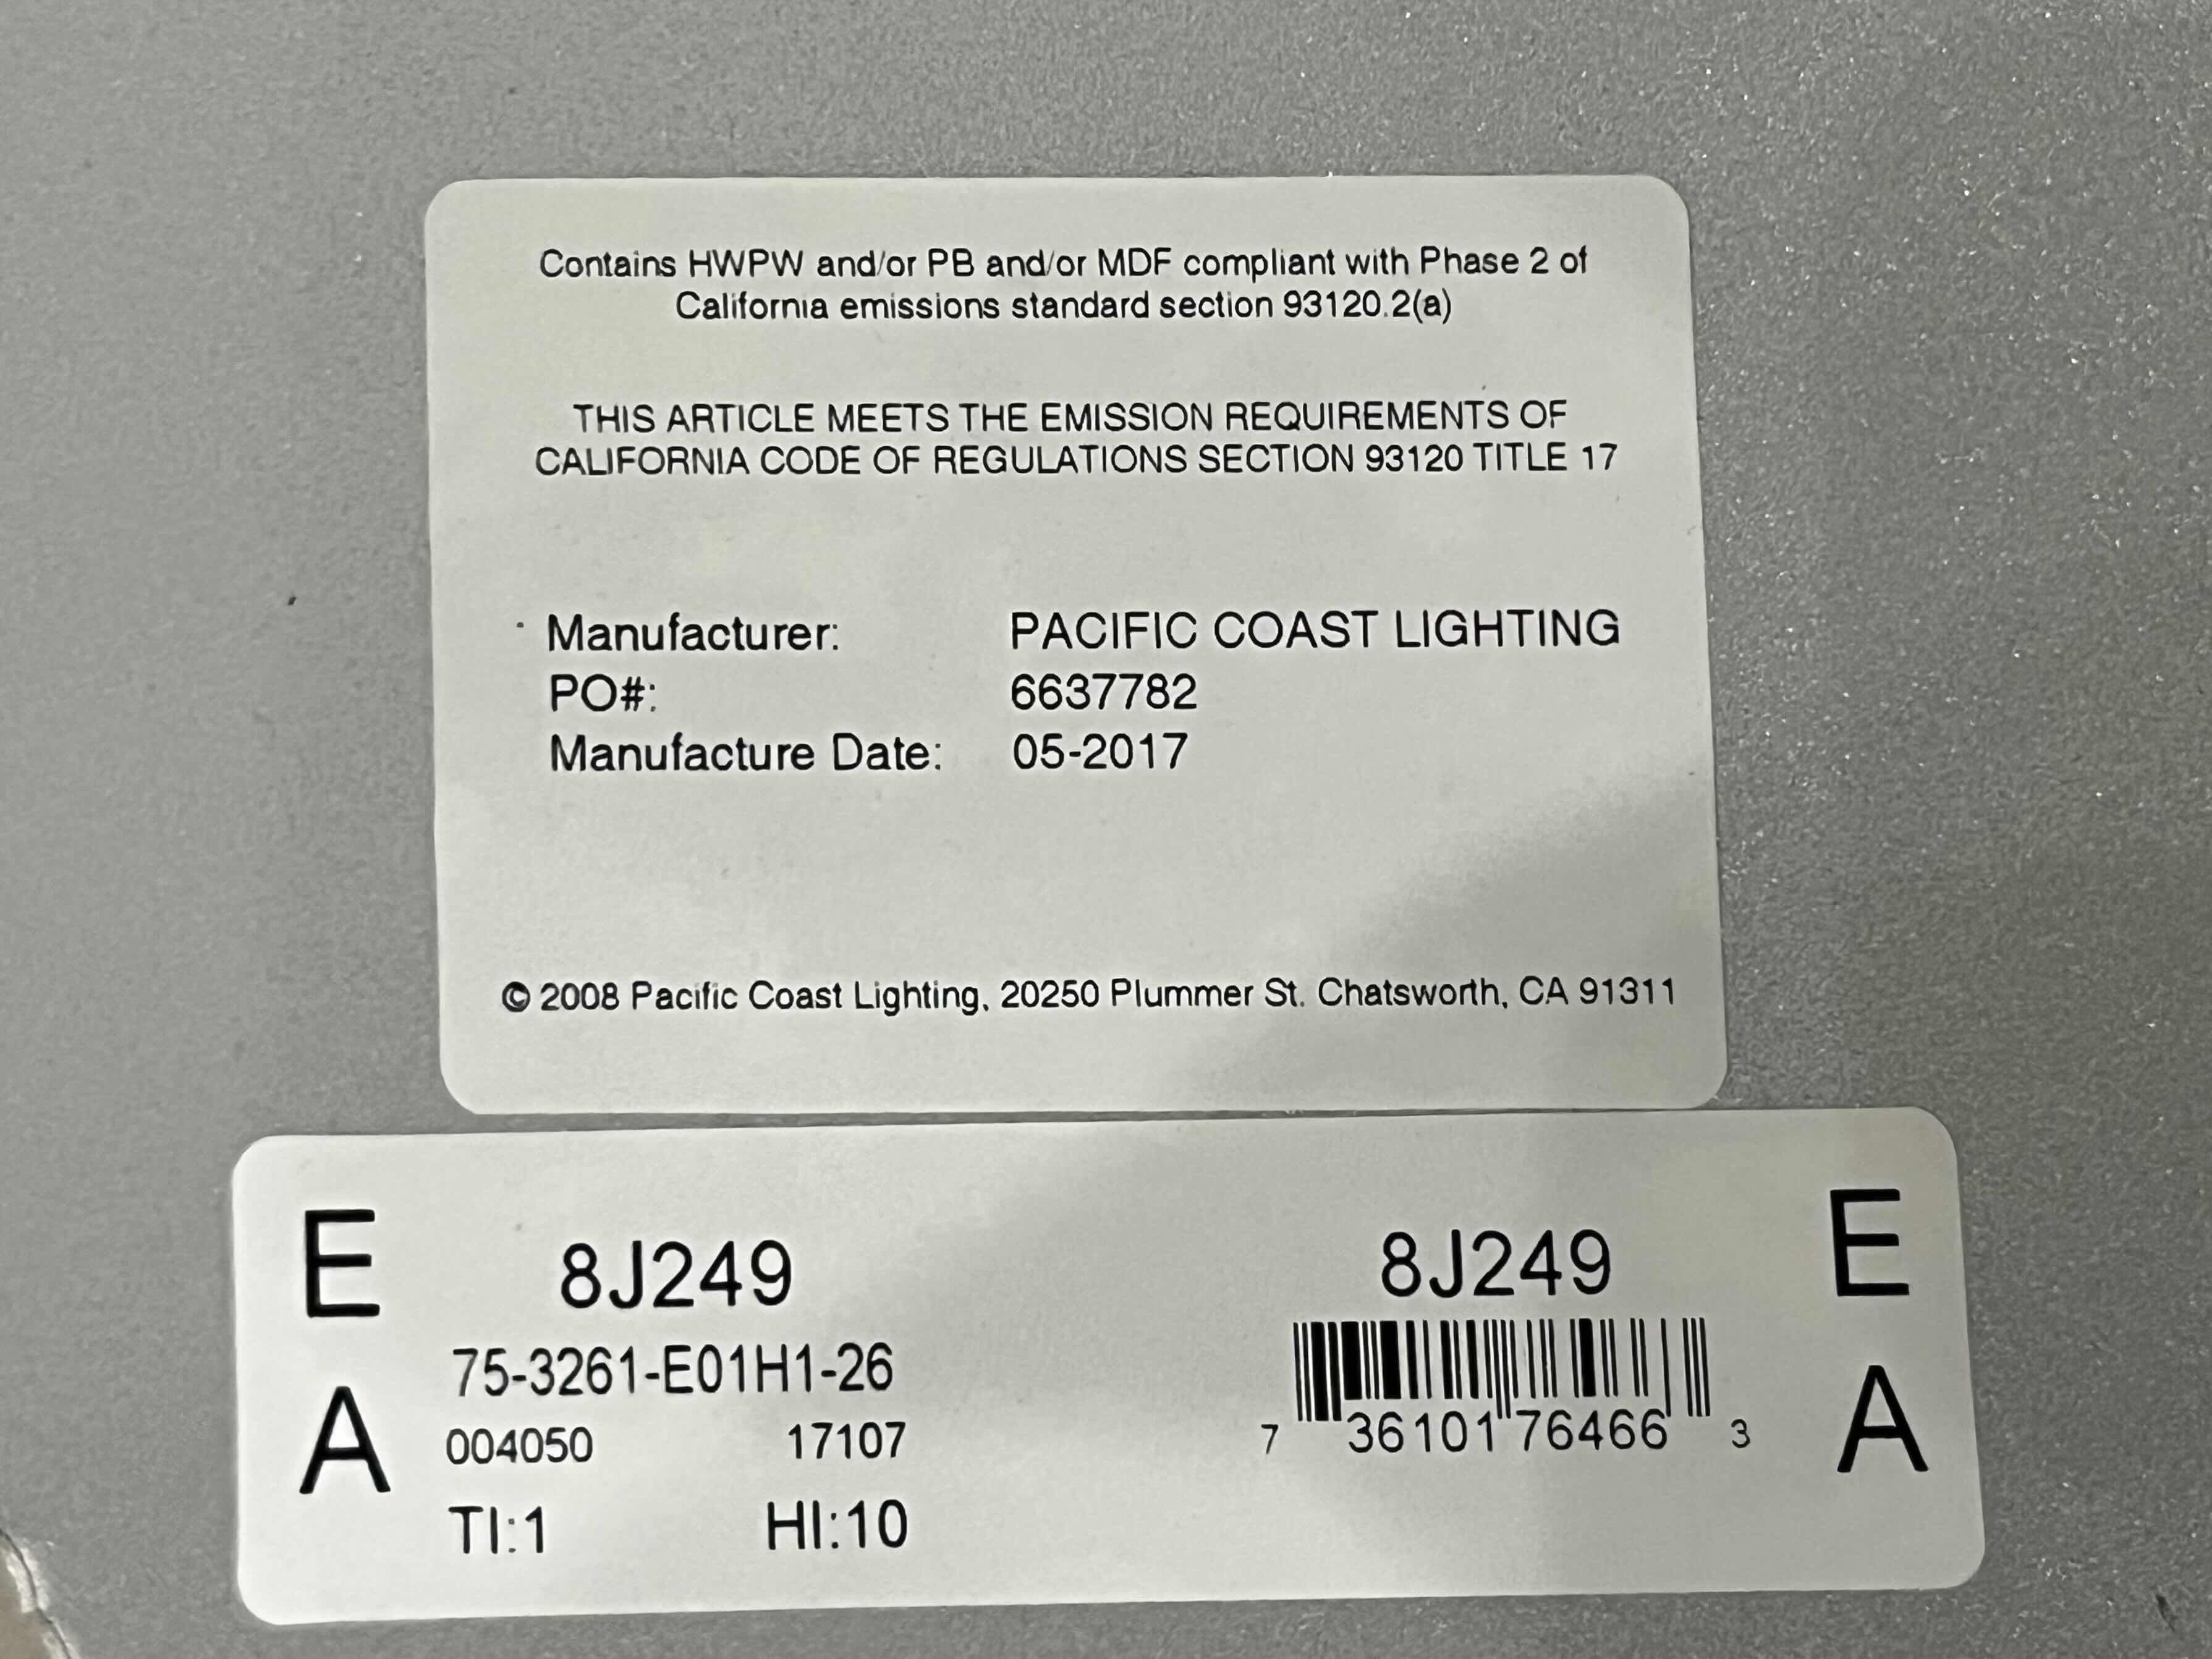 Contains HWPW and/or PB and/or MDF compliant with Phase 2 of
California emissions standard section 93120.2(a)
THIS ARTICLE MEETS THE EMISSION REQUIREMENTS OF
CALIFORNIA CODE OF REGULATIONS SECTION 93120 TITLE 17
Manufacturer: PACIFIC COAST LIGHTING
PO#: 6637782
Manufacture Date: 05-2017
© 2008 Pacific Coast Lighting, 20250 Plummer St. Chatsworth, CA 91311
E
A
8J249
75-3261-E01H1-26
004050 17107
TI:1 HI:10
8J249
7 36101 76466 3
E
A